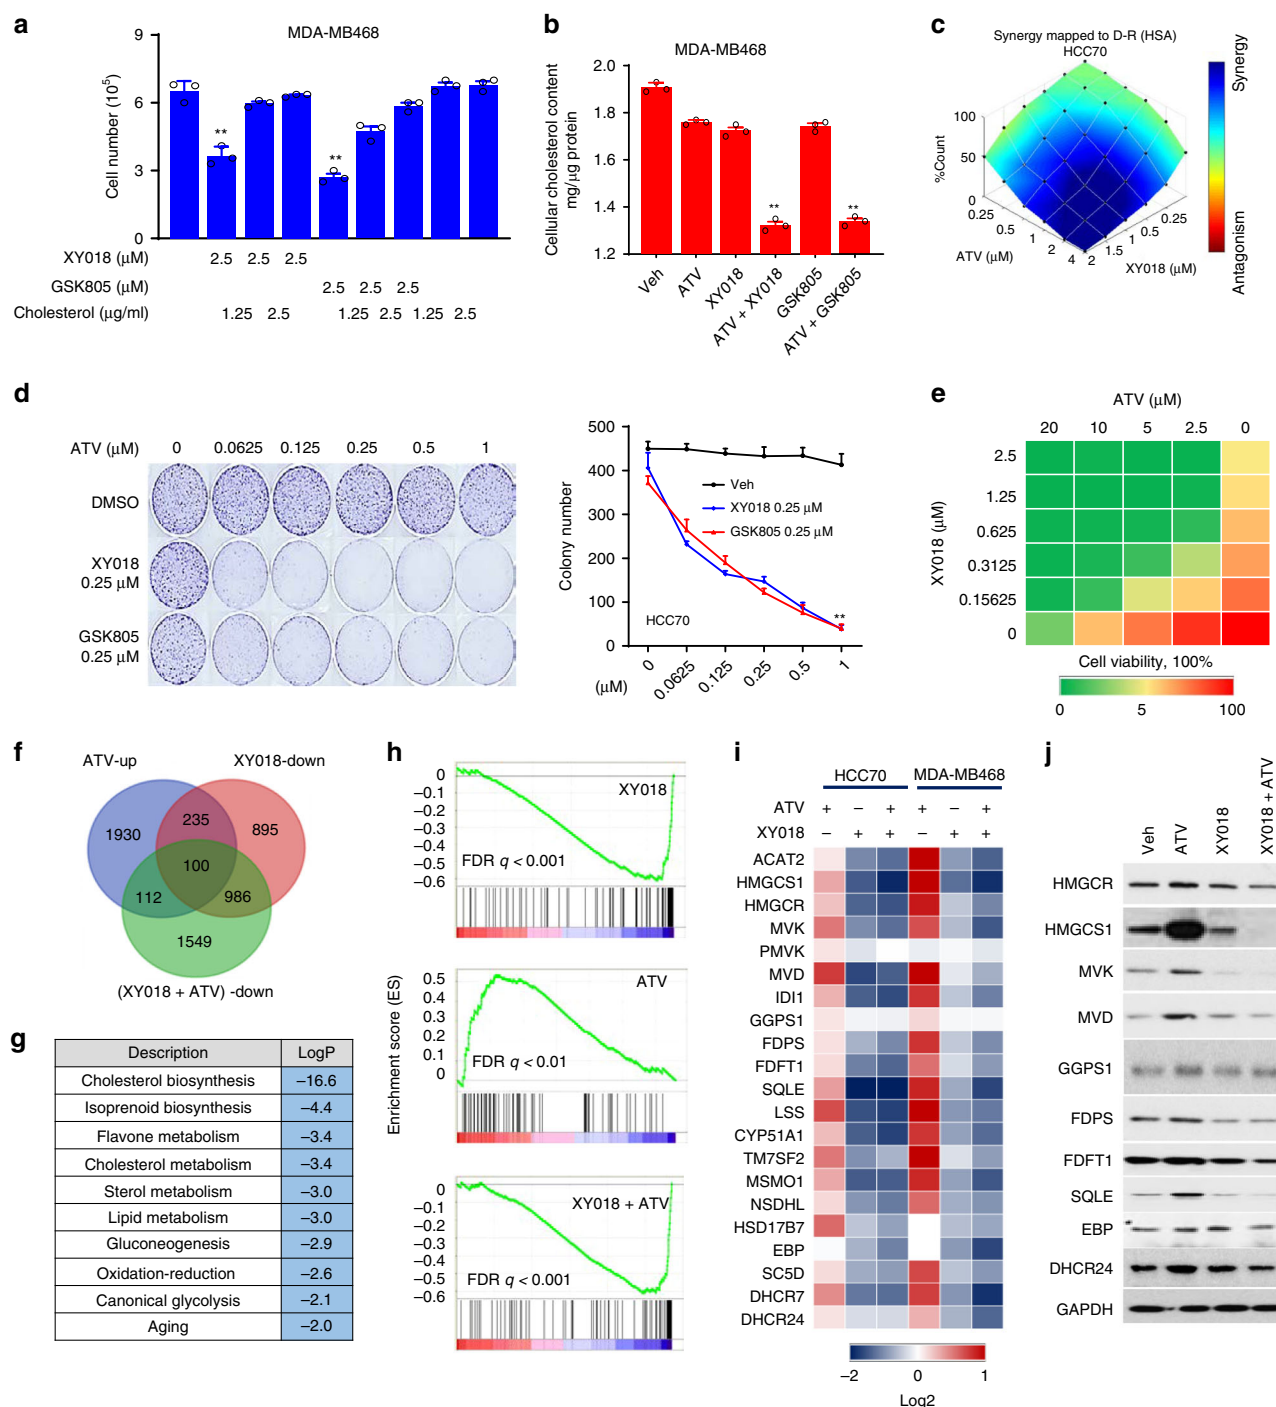 a
MDA-MB468
Cell number (10⁵)
9
6
3
0
**
**
XY018 (μM) 2.5 2.5 2.5
GSK805 (μM) 2.5 2.5 2.5
Cholesterol (μg/ml) 1.25 2.5 1.25 2.5 1.25 2.5
b
MDA-MB468
Cellular cholesterol content
mg/μg protein
2.0
1.8
1.6
1.4
1.2
**
**
Veh
ATV
XY018
ATV + XY018
GSK805
ATV + GSK805
c
Synergy mapped to D-R (HSA)
HCC70
%Count
100
50
0
0.25
0.5
1
2
4
ATV (μM)
2
1.5
1
0.5
0.25
XY018 (μM)
Synergy
Antagonism
d
ATV (μM) 0 0.0625 0.125 0.25 0.5 1
DMSO
XY018
0.25 μM
GSK805
0.25 μM
Colony number
500
400
300
200
100
0
Veh
XY018 0.25 μM
GSK805 0.25 μM
HCC70
**
(μM)
0
0.0625
0.125
0.25
0.5
1
e
ATV (μM)
20 10 5 2.5 0
XY018 (μM)
2.5
1.25
0.625
0.3125
0.15625
0
Cell viability, 100%
0 5 100
f
ATV-up
XY018-down
1930
235
895
100
112
986
1549
(XY018 + ATV) -down
g
Description LogP
Cholesterol biosynthesis –16.6
Isoprenoid biosynthesis –4.4
Flavone metabolism –3.4
Cholesterol metabolism –3.4
Sterol metabolism –3.0
Lipid metabolism –3.0
Gluconeogenesis –2.9
Oxidation-reduction –2.6
Canonical glycolysis –2.1
Aging –2.0
h
Enrichment score (ES)
0
–0.1
–0.2
–0.3
–0.4
–0.5
–0.6
XY018
FDR q < 0.001
0.5
0.4
0.3
0.2
0.1
0
ATV
FDR q < 0.01
0
–0.1
–0.2
–0.3
–0.4
–0.5
–0.6
XY018 + ATV
FDR q < 0.001
i
HCC70 MDA-MB468
ATV + – + + – +
XY018 – + + – + +
ACAT2
HMGCS1
HMGCR
MVK
PMVK
MVD
IDI1
GGPS1
FDPS
FDFT1
SQLE
LSS
CYP51A1
TM7SF2
MSMO1
NSDHL
HSD17B7
EBP
SC5D
DHCR7
DHCR24
–2 0 1
Log2
j
Veh
ATV
XY018
XY018 + ATV
HMGCR
HMGCS1
MVK
MVD
GGPS1
FDPS
FDFT1
SQLE
EBP
DHCR24
GAPDH